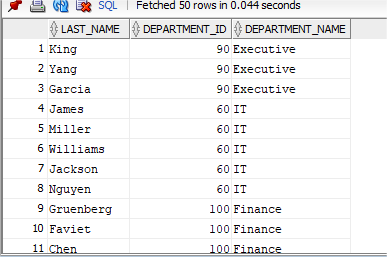 SQL | Fetched 50 rows in 0.044 seconds
LAST_NAME DEPARTMENT_ID DEPARTMENT_NAME
1 King 90 Executive
2 Yang 90 Executive
3 Garcia 90 Executive
4 James 60 IT
5 Miller 60 IT
6 Williams 60 IT
7 Jackson 60 IT
8 Nguyen 60 IT
9 Gruenberg 100 Finance
10 Faviet 100 Finance
11 Chen 100 Finance